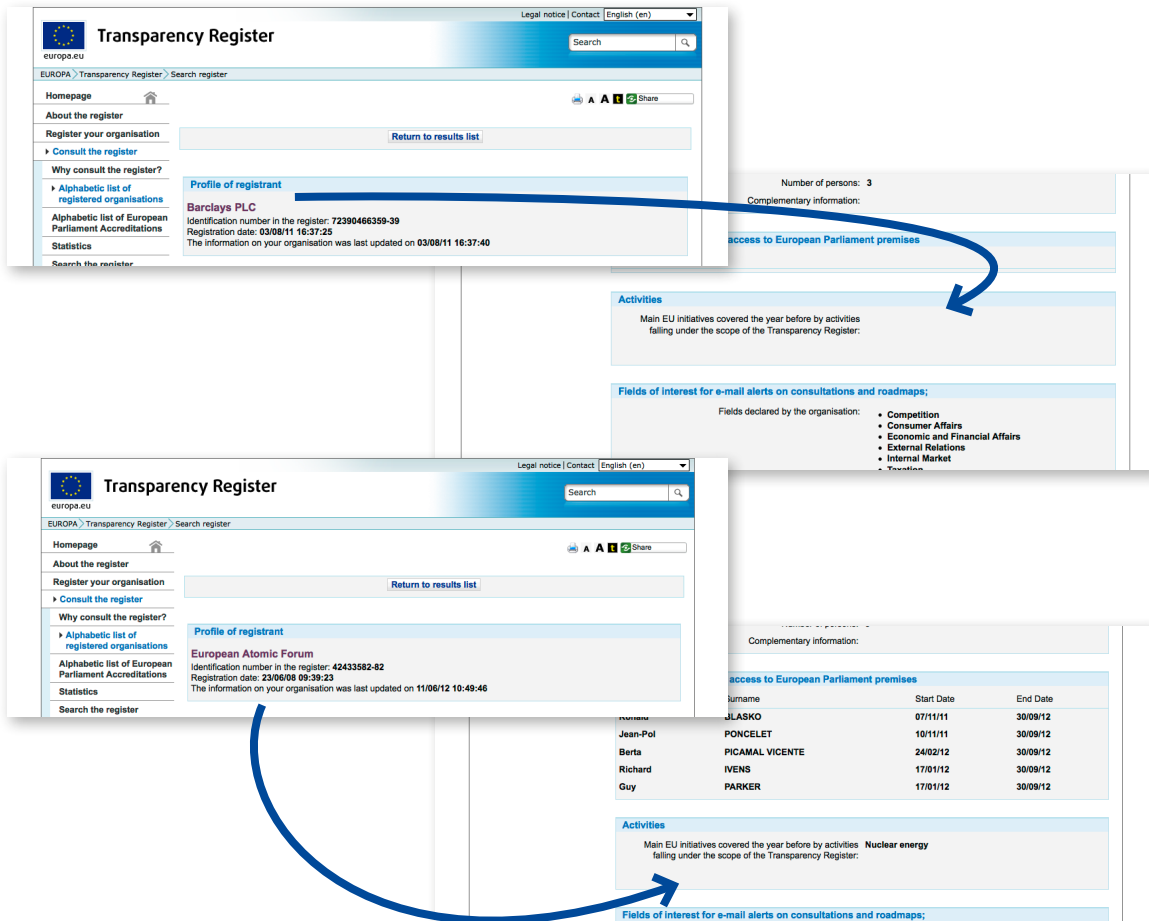 Legal notice | Contact English (en)
Transparency Register
europa.eu
Search
EUROPA Transparency Register Search register
Homepage
A A t Share
About the register
Register your organisation
Return to results list
Consult the register
Why consult the register?
Alphabetic list of
registered organisations
Alphabetic list of European
Parliament Accreditations
Statistics
Search the register
Profile of registrant
Barclays PLC
Identification number in the register: 72390466359-39
Registration date: 03/08/11 16:37:25
The information on your organisation was last updated on 03/08/11 16:37:40
Number of persons: 3
Complementary information:
access to European Parliament premises
Activities
Main EU initiatives covered the year before by activities
falling under the scope of the Transparency Register:
Fields of interest for e-mail alerts on consultations and roadmaps;
Fields declared by the organisation:
• Competition
• Consumer Affairs
• Economic and Financial Affairs
• External Relations
• Internal Market
• Taxation
Legal notice | Contact English (en)
Transparency Register
europa.eu
Search
EUROPA Transparency Register Search register
Homepage
A A t Share
About the register
Register your organisation
Return to results list
Consult the register
Why consult the register?
Alphabetic list of
registered organisations
Alphabetic list of European
Parliament Accreditations
Statistics
Search the register
Profile of registrant
European Atomic Forum
Identification number in the register: 42433582-82
Registration date: 23/06/08 09:39:23
The information on your organisation was last updated on 11/06/12 10:49:46
Complementary information:
access to European Parliament premises
Surname Start Date End Date
Ronald BLASKO 07/11/11 30/09/12
Jean-Pol PONCELET 10/11/11 30/09/12
Berta PICAMAL VICENTE 24/02/12 30/09/12
Richard IVENS 17/01/12 30/09/12
Guy PARKER 17/01/12 30/09/12
Activities
Main EU initiatives covered the year before by activities Nuclear energy
falling under the scope of the Transparency Register:
Fields of interest for e-mail alerts on consultations and roadmaps;